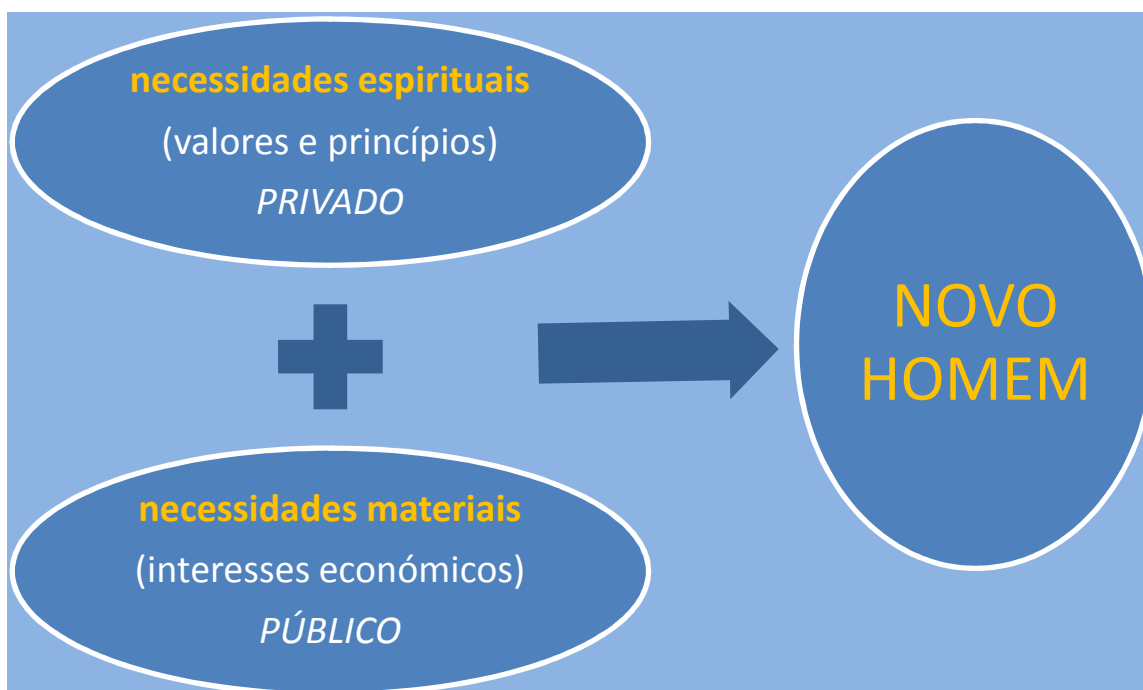 necessidades espirituais
(valores e princípios)
PRIVADO
necessidades materiais
(interesses económicos)
PÚBLICO
NOVO
HOMEM